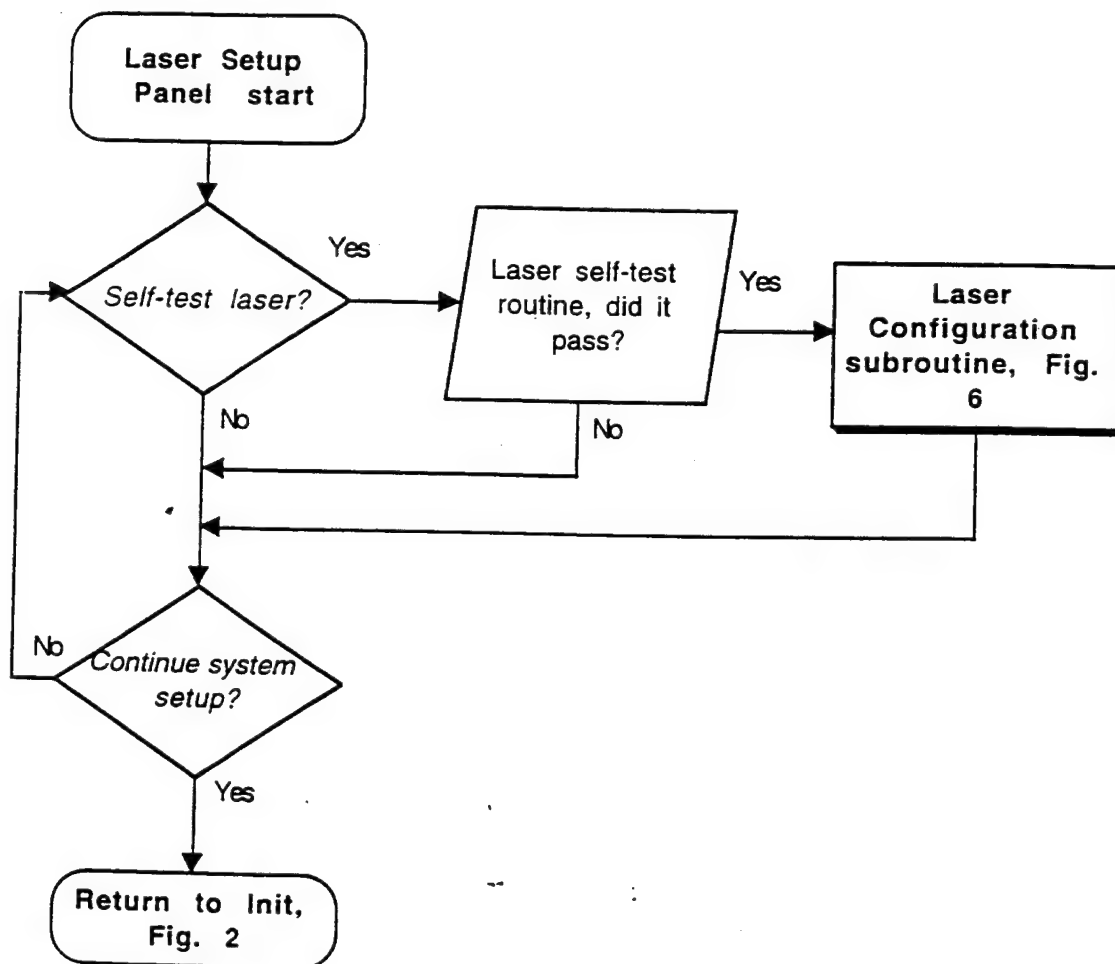 Laser Setup
Panel start
Self-test laser?
Yes
Laser self-test
routine, did it
pass?
Yes
Laser
Configuration
subroutine, Fig.
6
No
No
No
Continue system
setup?
Yes
Return to Init,
Fig. 2